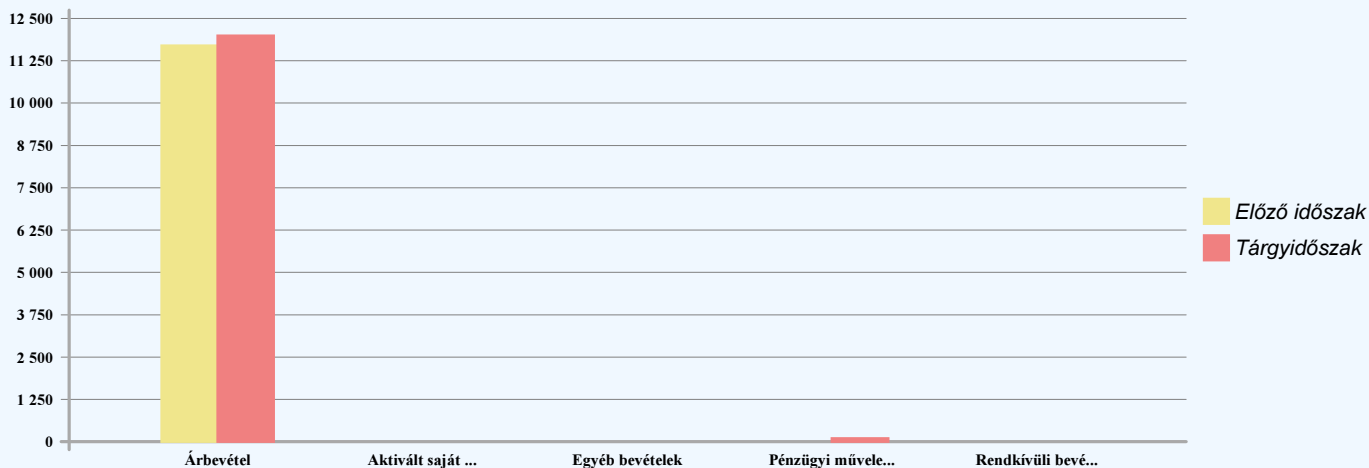 12 500
11 250
10 000
8 750
7 500
6 250
5 000
3 750
2 500
1 250
0
Árbevétel
Aktivált saját ...
Egyéb bevételek
Pénzügyi művele...
Rendkívüli bevé...
Előző időszak
Tárgyidőszak